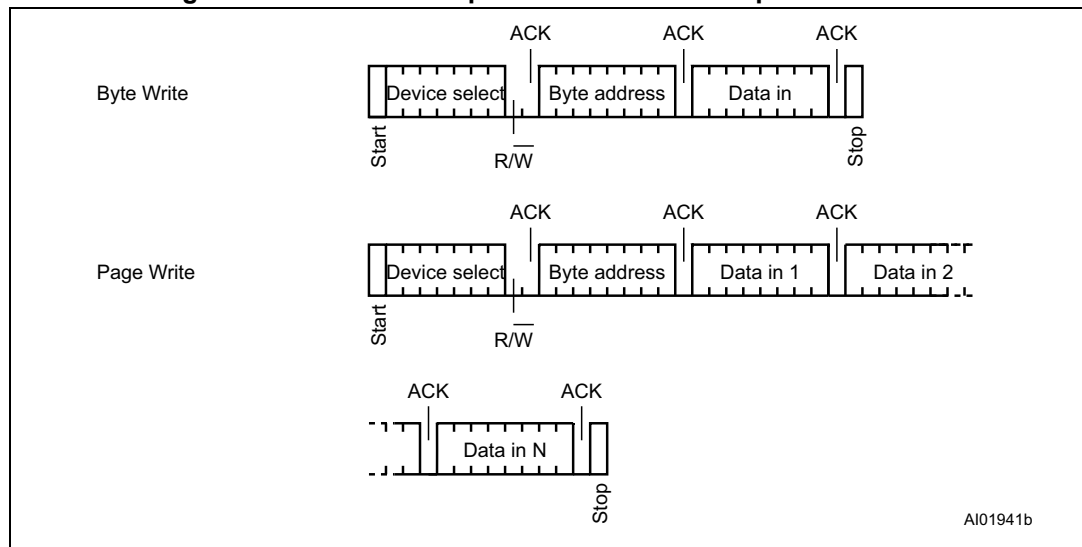 ACK ACK ACK
Byte Write Device select Byte address Data in
Start R/W̅ Stop
ACK ACK ACK
Page Write Device select Byte address Data in 1 Data in 2
Start R/W̅
ACK ACK
Data in N
Stop
AI01941b